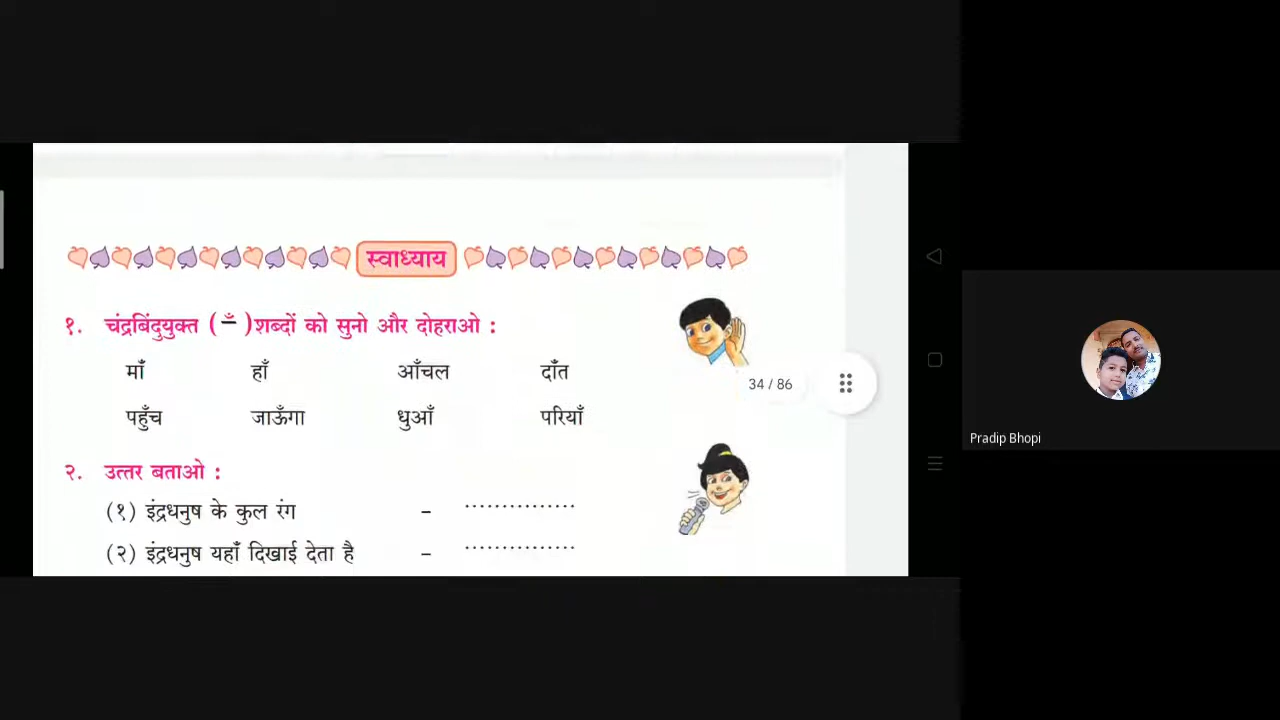 स्वाध्याय
१. चंद्रबिंदुयुक्त ( ँ ) शब्दों को सुनो और दोहराओ :
माँ हाँ आँचल दाँत
34 / 86
पहुँच जाऊँगा धुआँ परियाँ
Pradip Bhopi
२. उत्तर बताओ :
(१) इंद्रधनुष के कुल रंग - ...............
(२) इंद्रधनुष यहाँ दिखाई देता है - ...............